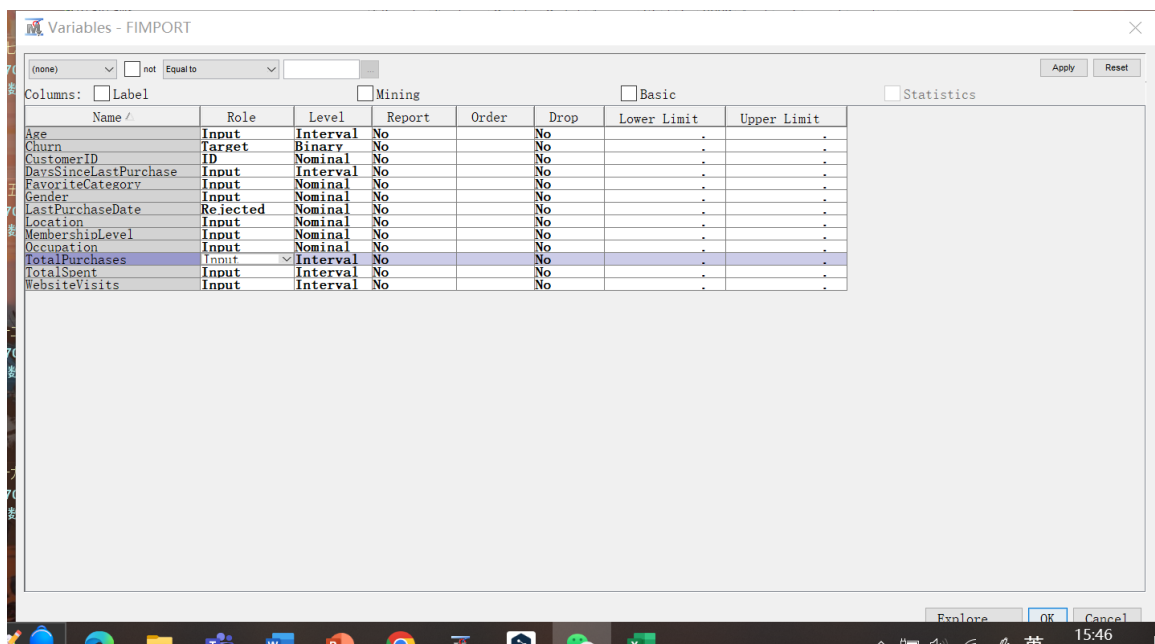 Variables - FIMPORT
(none) not Equal to ... Apply Reset
Columns: Label Mining Basic Statistics
Name Role Level Report Order Drop Lower Limit Upper Limit
Age Input Interval No No . .
Churn Target Binary No No . .
CustomerID ID Nominal No No . .
DaysSinceLastPurchase Input Interval No No . .
FavoriteCategory Input Nominal No No . .
Gender Input Nominal No No . .
LastPurchaseDate Rejected Nominal No No . .
Location Input Nominal No No . .
MembershipLevel Input Nominal No No . .
Occupation Input Nominal No No . .
TotalPurchases Input Interval No No . .
TotalSpent Input Interval No No . .
WebsiteVisits Input Interval No No . .
Explore... OK Cancel
英 15:46